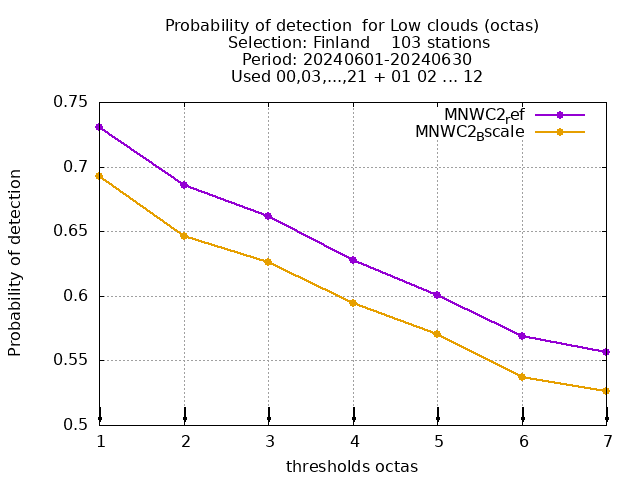 Probability of detection  for Low clouds (octas)
Selection: Finland    103 stations
Period: 20240601-20240630
Used 00,03,...,21 + 01 02 ... 12
MNWC2ref
MNWC2Bscale
0.75
0.7
0.65
0.6
0.55
0.5
Probability of detection
1 2 3 4 5 6 7
thresholds octas